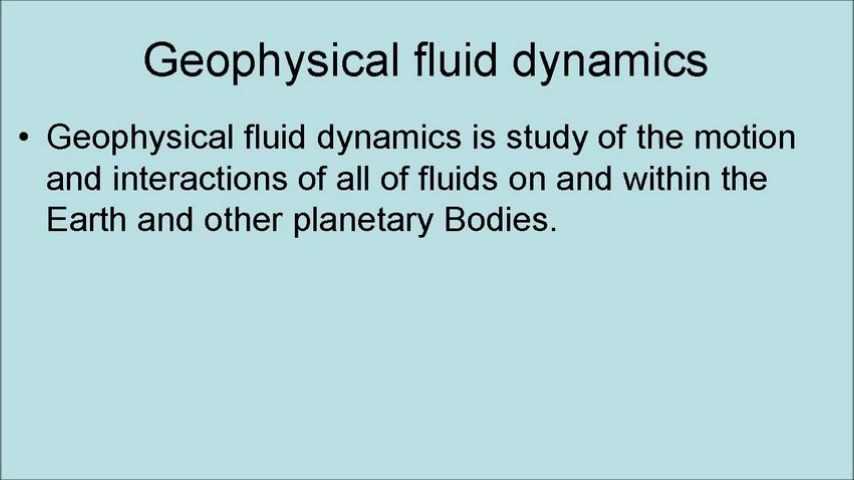 Geophysical fluid dynamics
• Geophysical fluid dynamics is study of the motion
and interactions of all of fluids on and within the
Earth and other planetary Bodies.